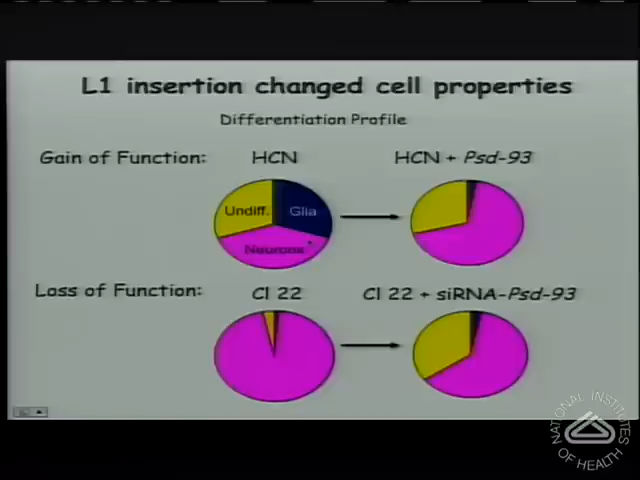 L1 insertion changed cell properties
Differentiation Profile
Gain of Function: HCN HCN + Psd-93
Undiff. Glia
Neurons
Loss of Function: Cl 22 Cl 22 + siRNA-Psd-93
NATIONAL INSTITUTES OF HEALTH